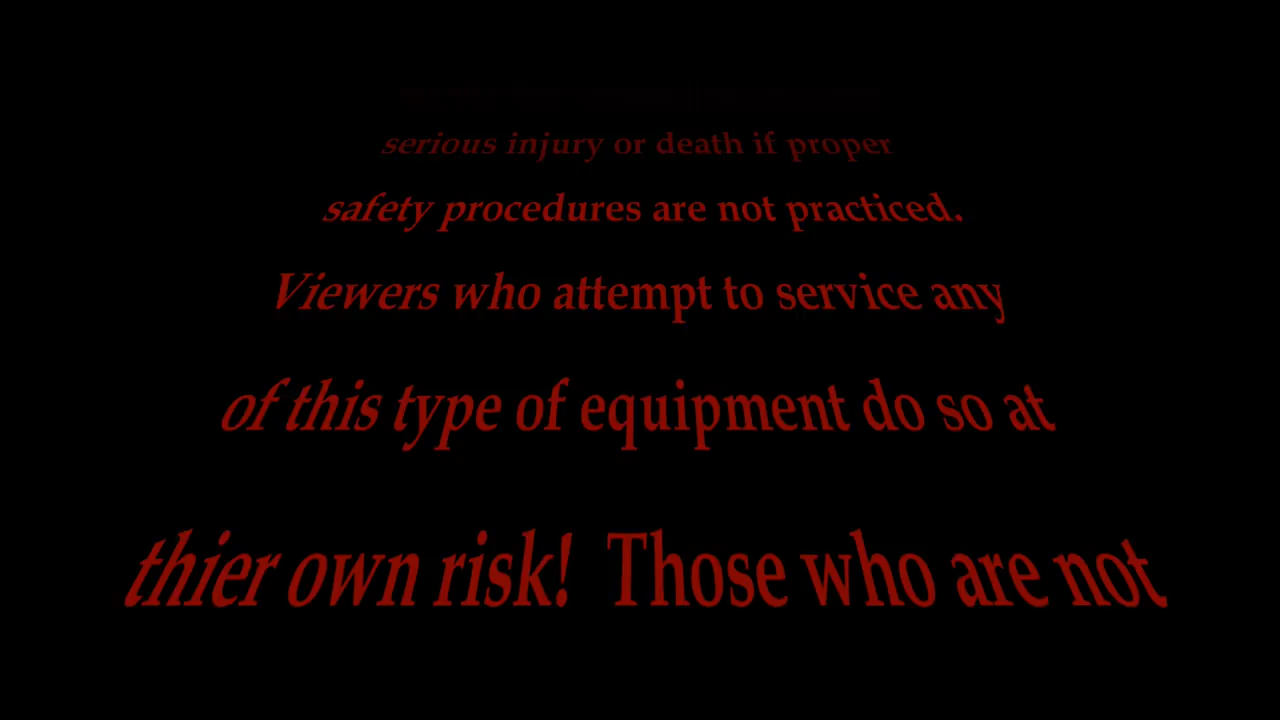 serious injury or death if proper
safety procedures are not practiced.
Viewers who attempt to service any
of this type of equipment do so at
thier own risk!  Those who are not